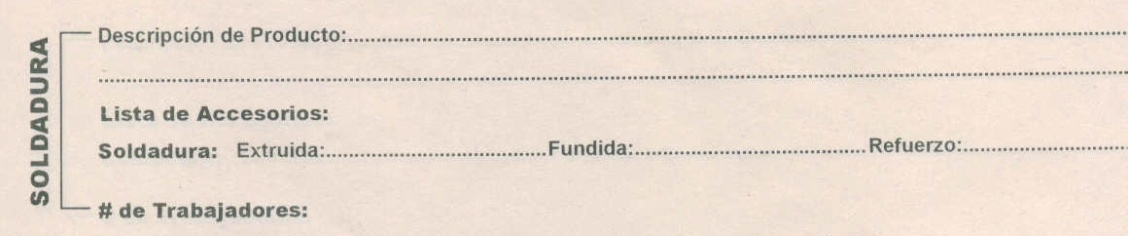 SOLDADURA
Descripción de Producto:
Lista de Accesorios:
Soldadura: Extruida: Fundida: Refuerzo:
# de Trabajadores: